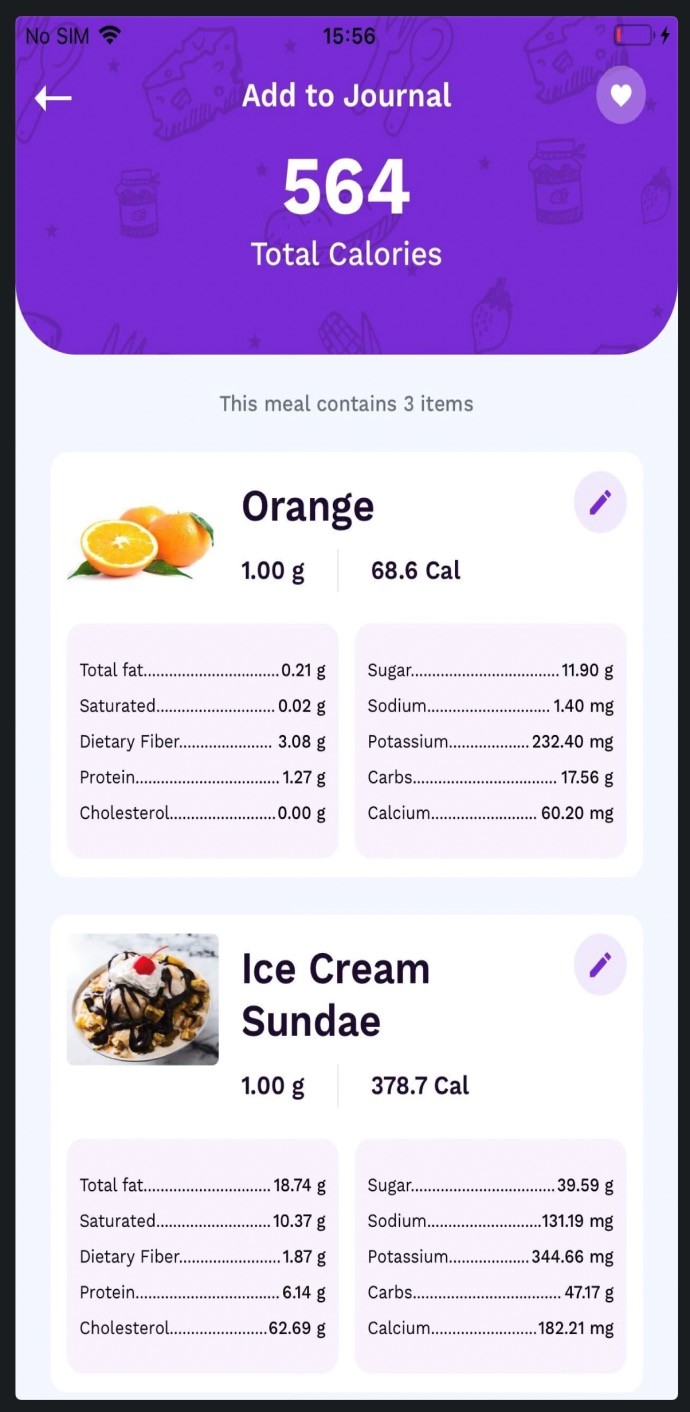 No SIM 15:56
Add to Journal
564
Total Calories
This meal contains 3 items
Orange
1.00 g 68.6 Cal
Total fat..............................0.21 g
Saturated..........................0.02 g
Dietary Fiber.................... 3.08 g
Protein...............................1.27 g
Cholesterol.......................0.00 g
Sugar.................................11.90 g
Sodium........................... 1.40 mg
Potassium.................232.40 mg
Carbs............................... 17.56 g
Calcium....................... 60.20 mg
Ice Cream
Sundae
1.00 g 378.7 Cal
Total fat............................18.74 g
Saturated.........................10.37 g
Dietary Fiber......................1.87 g
Protein...............................6.14 g
Cholesterol.....................62.69 g
Sugar...............................39.59 g
Sodium.........................131.19 mg
Potassium.................344.66 mg
Carbs................................ 47.17 g
Calcium.......................182.21 mg